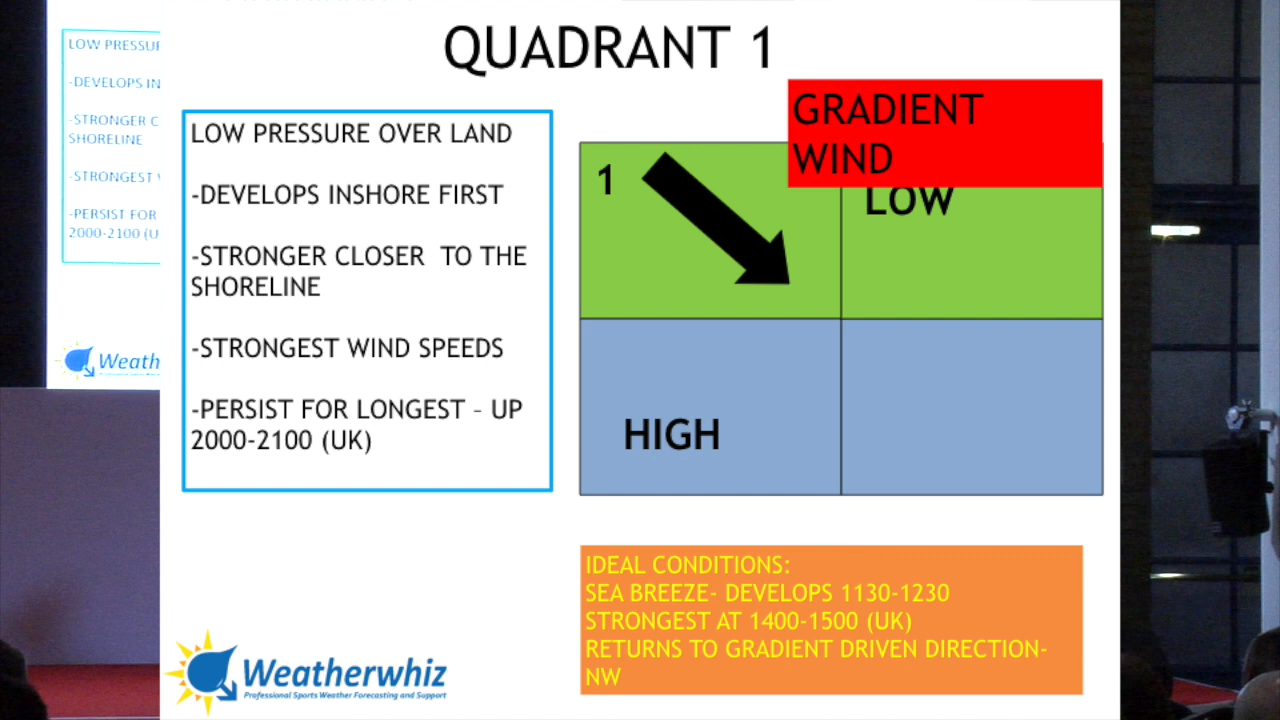 QUADRANT 1
LOW PRESSURE OVER LAND
-DEVELOPS INSHORE FIRST
-STRONGER CLOSER TO THE
SHORELINE
-STRONGEST WIND SPEEDS
-PERSIST FOR LONGEST – UP
2000-2100 (UK)
GRADIENT
WIND
1
LOW
HIGH
IDEAL CONDITIONS:
SEA BREEZE- DEVELOPS 1130-1230
STRONGEST AT 1400-1500 (UK)
RETURNS TO GRADIENT DRIVEN DIRECTION-
NW
Weatherwhiz
Professional Sports Weather Forecasting and Support
LOW PRESSUR
-DEVELOPS IN
-STRONGER C
SHORELINE
-STRONGEST
-PERSIST FOR
2000-2100 (U
Weath